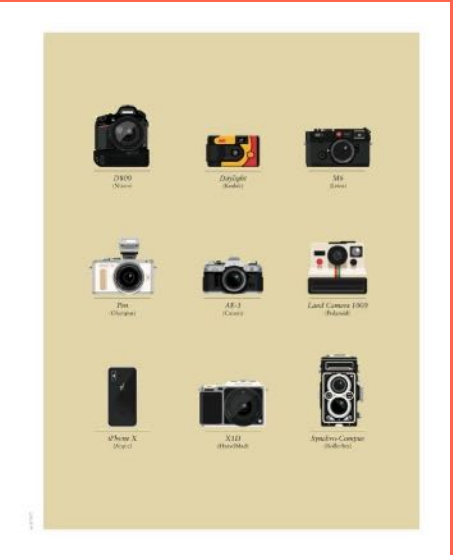 D800
(Nikon)
Daylight
(Kodak)
M6
(Leica)
Pen
(Olympus)
AE-1
(Canon)
Land Camera 1000
(Polaroid)
iPhone X
(Apple)
X1D
(Hasselblad)
Synchro-Compur
(Rolleiflex)